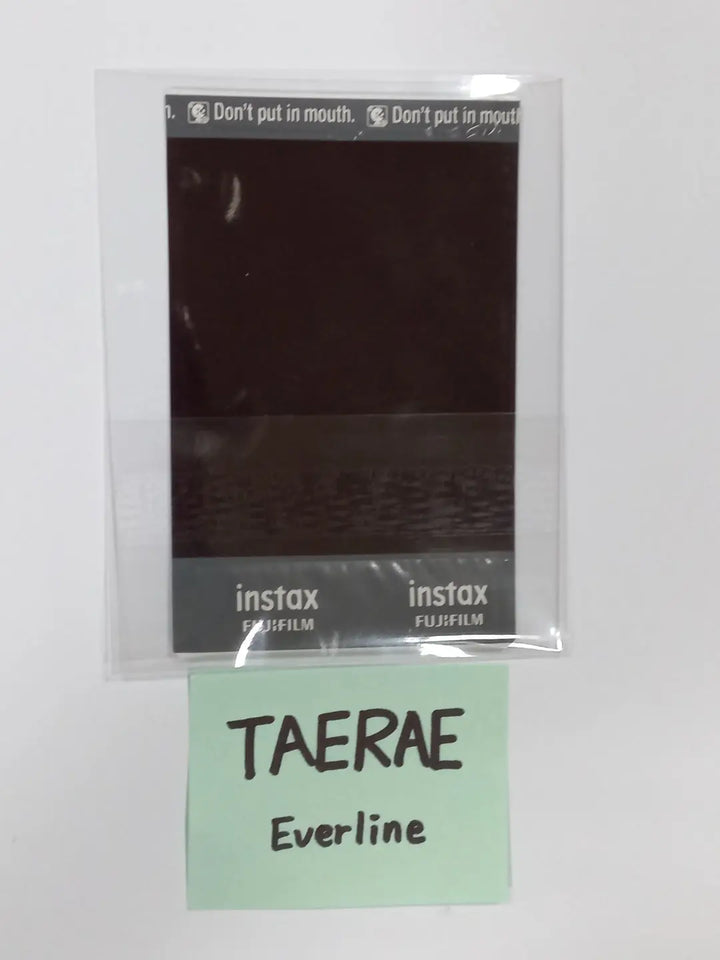 n. Don't put in mouth. Don't put in mouth
instax instax
FUJIFILM FUJIFILM
TAERAE
Everline